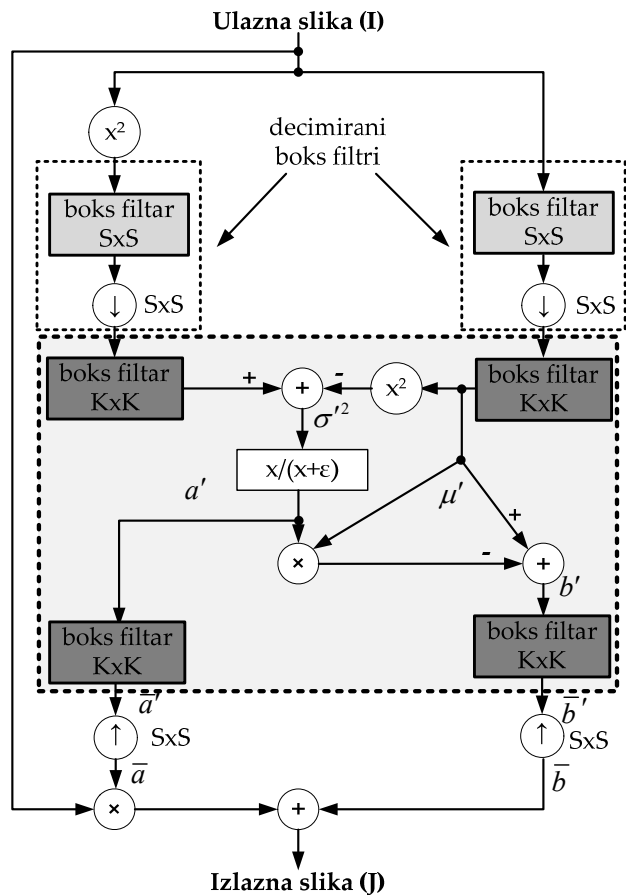 Ulazna slika (I)
x²
decimirani
boks filtri
boks filtar
SxS
boks filtar
SxS
↓ SxS
↓ SxS
boks filtar
KxK
+
+
-
x²
boks filtar
KxK
σ'²
x/(x+ε)
a'
μ'
+
×
-
+
b'
boks filtar
KxK
boks filtar
KxK
a̅'
b̅'
↑ SxS
↑ SxS
a̅
b̅
×
+
Izlazna slika (J)